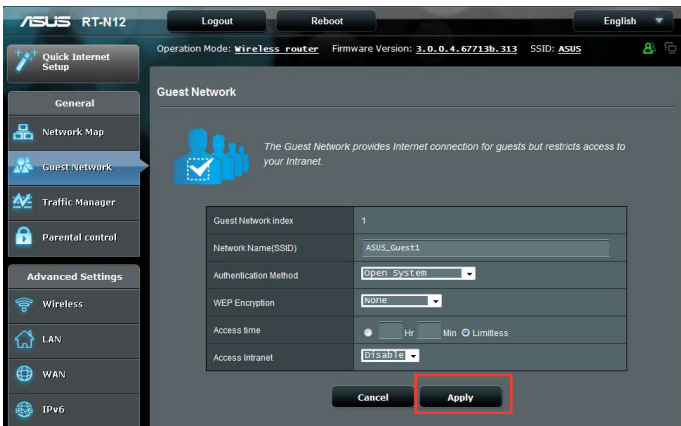 ASUS RT-N12
Logout
Reboot
English
Operation Mode: Wireless router Firmware Version: 3.0.0.4.67713b.313 SSID: ASUS
Quick Internet
Setup
General
Network Map
Guest Network
Traffic Manager
Parental control
Advanced Settings
Wireless
LAN
WAN
IPv6
Guest Network
The Guest Network provides Internet connection for guests but restricts access to
your Intranet.
Guest Network index 1
Network Name(SSID) ASUS_Guest1
Authentication Method Open System
WEP Encryption None
Access time Hr Min Limitless
Access Intranet Disable
Cancel
Apply